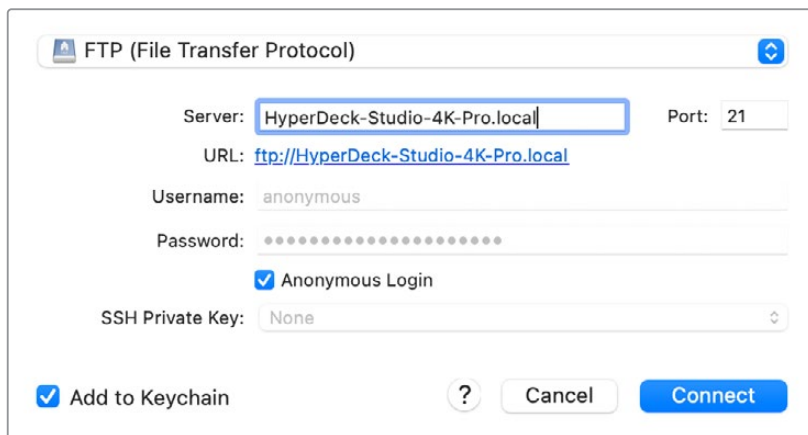 FTP (File Transfer Protocol)
Server: HyperDeck-Studio-4K-Pro.local Port: 21
URL: ftp://HyperDeck-Studio-4K-Pro.local
Username: anonymous
Password: ●●●●●●●●●●●●●●●●●●●●●
Anonymous Login
SSH Private Key: None
Add to Keychain ? Cancel Connect